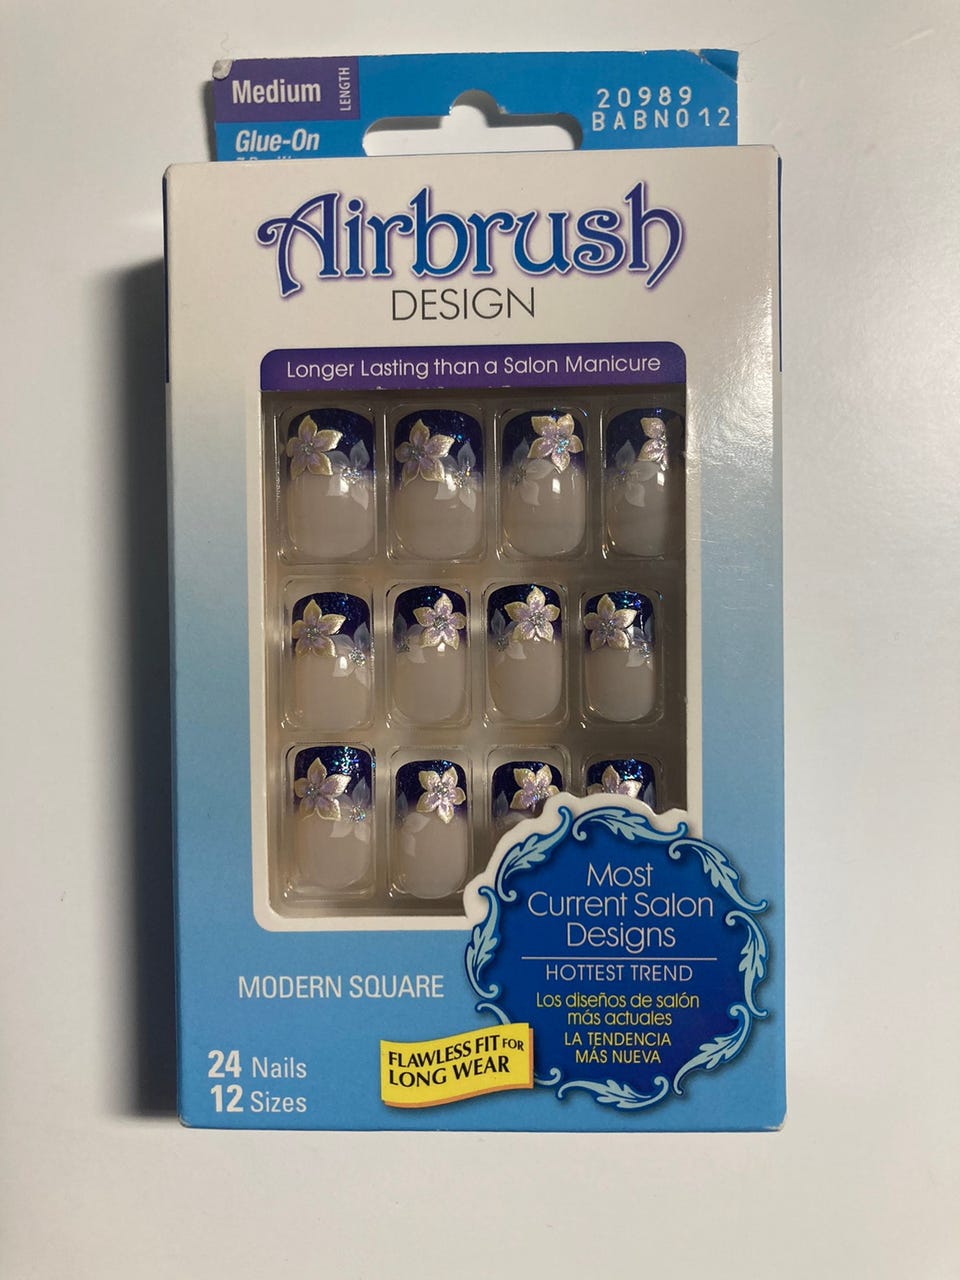 Medium
LENGTH
Glue-On
20989
BABN012
Airbrush
DESIGN
Longer Lasting than a Salon Manicure
Most
Current Salon
Designs
HOTTEST TREND
Los diseños de salón
más actuales
LA TENDENCIA
MÁS NUEVA
MODERN SQUARE
FLAWLESS FIT FOR
LONG WEAR
24 Nails
12 Sizes